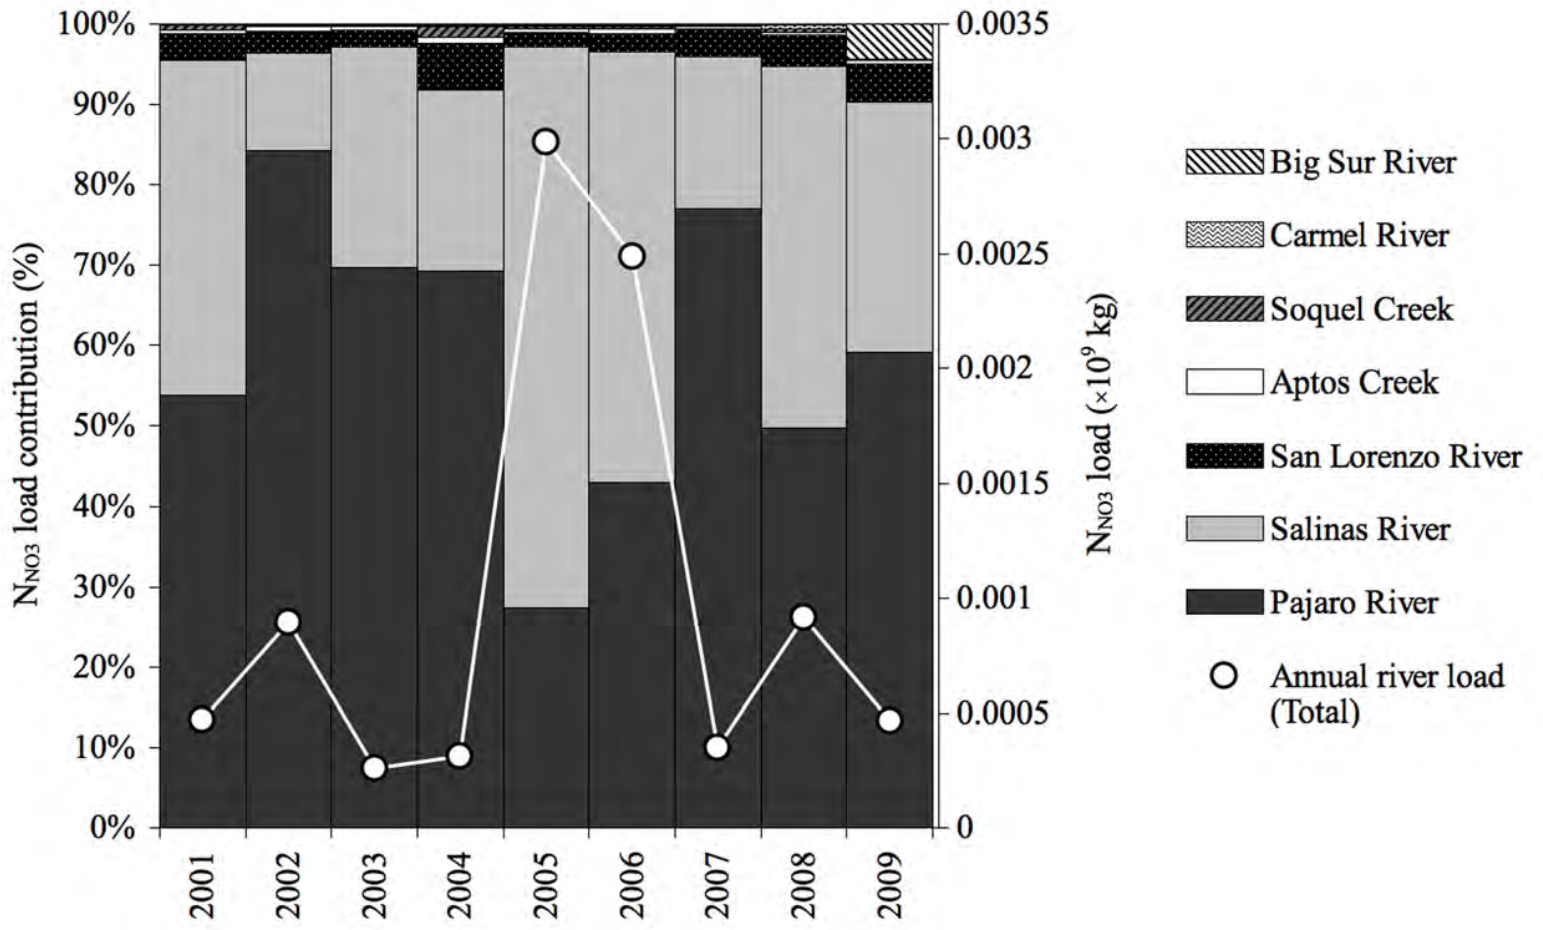 100%
90%
80%
70%
60%
50%
40%
30%
20%
10%
0%
N_NO3 load contribution (%)
0.0035
0.003
0.0025
0.002
0.0015
0.001
0.0005
0
N_NO3 load (×10⁹ kg)
2001
2002
2003
2004
2005
2006
2007
2008
2009
Big Sur River
Carmel River
Soquel Creek
Aptos Creek
San Lorenzo River
Salinas River
Pajaro River
Annual river load
(Total)